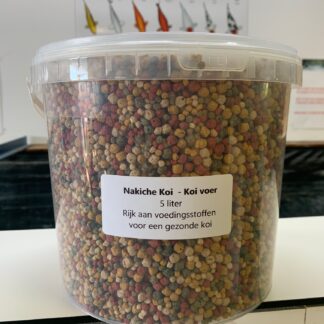 Nakiche Koi - Koi voer
5 liter
Rijk aan voedingsstoffen
voor een gezonde koi